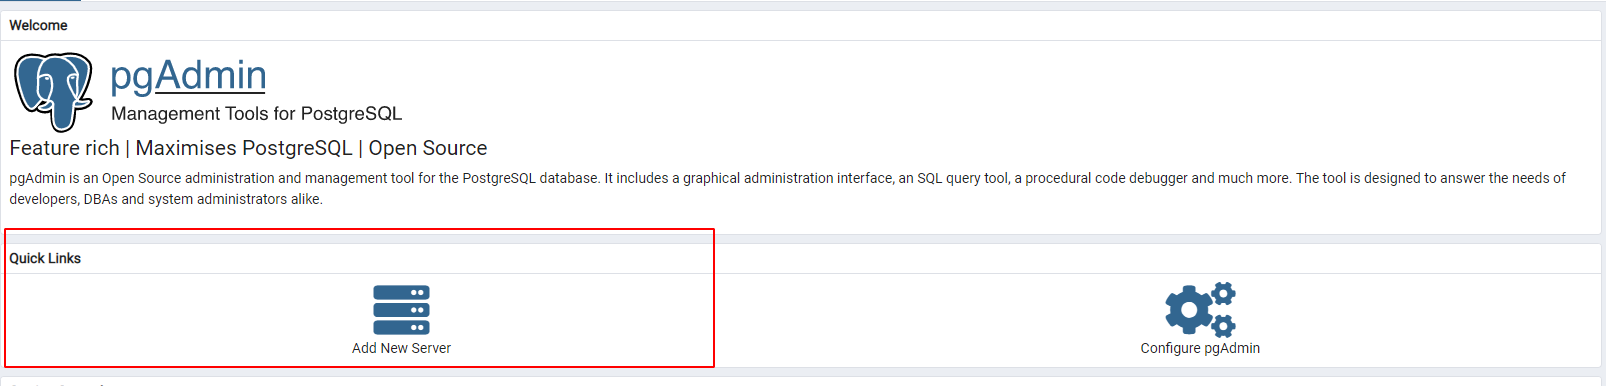 Welcome
pgAdmin
Management Tools for PostgreSQL
Feature rich | Maximises PostgreSQL | Open Source
pgAdmin is an Open Source administration and management tool for the PostgreSQL database. It includes a graphical administration interface, an SQL query tool, a procedural code debugger and much more. The tool is designed to answer the needs of
developers, DBAs and system administrators alike.
Quick Links
Add New Server
Configure pgAdmin